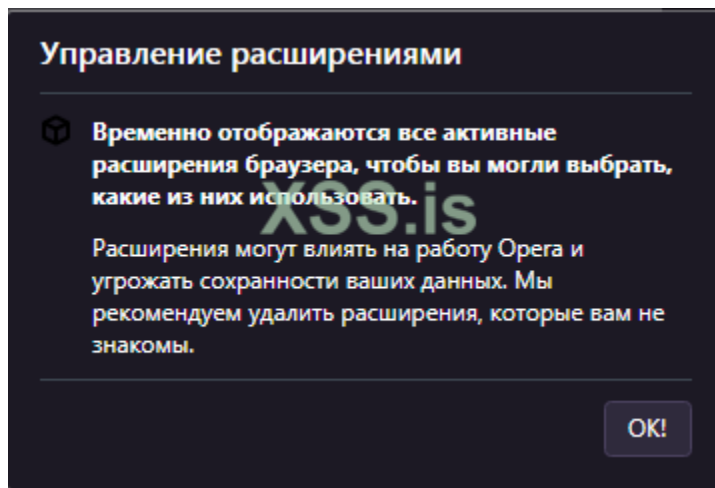 Управление расширениями
Временно отображаются все активные
расширения браузера, чтобы вы могли выбрать,
какие из них использовать.
XSS.is
Расширения могут влиять на работу Opera и
угрожать сохранности ваших данных. Мы
рекомендуем удалить расширения, которые вам не
знакомы.
OK!